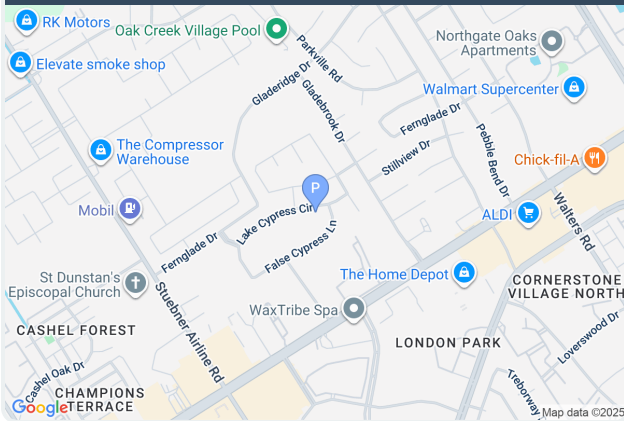 RK Motors
Oak Creek Village Pool
Parkville Rd
Northgate Oaks
Apartments
Elevate smoke shop
Gladeridge Dr
Gladebrook Dr
Walmart Supercenter
Fernglade Dr
Pebble Bend Dr
The Compressor
Warehouse
Stillview Dr
Chick-fil-A
P
Mobil
Lake Cypress Cir
ALDI
Walters Rd
Fernglade Dr
False Cypress Ln
St Dunstan's
Episcopal Church
The Home Depot
CORNERSTONE
VILLAGE NORTH
Stuebner Airline Rd
WaxTribe Spa
CASHEL FOREST
LONDON PARK
Loverswood Dr
Cashel Oak Dr
CHAMPIONS
TERRACE
Treborway
Google
Map data ©2025